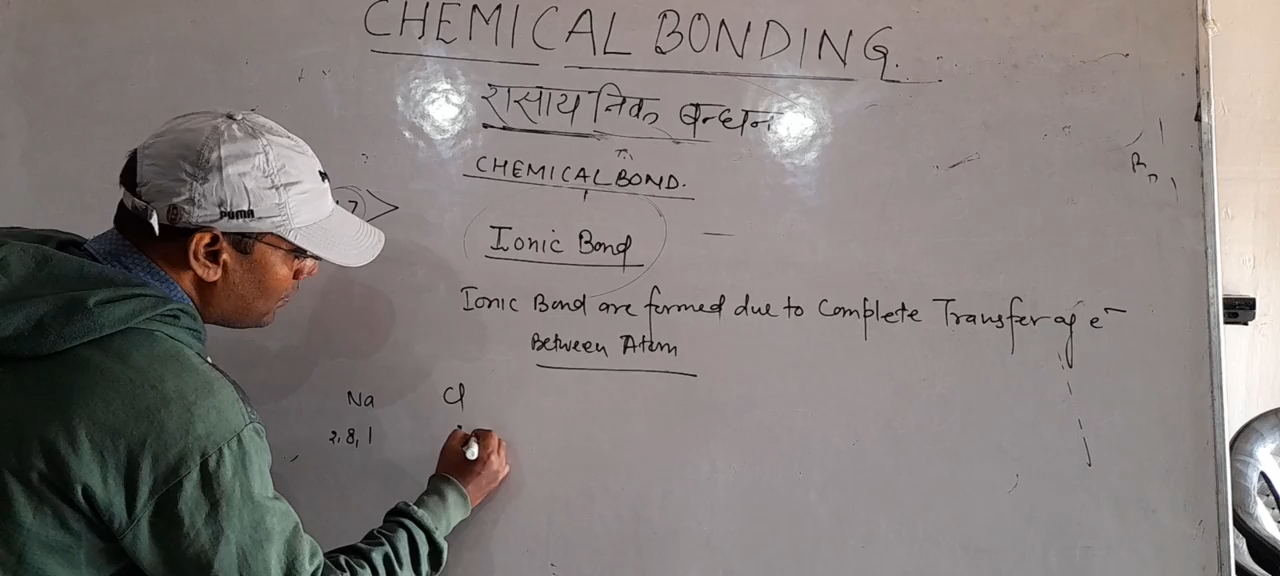 CHEMICAL BONDING.
रासायनिक बन्धन
CHEMICAL BOND.
PUMA
Ionic Bond
Ionic Bond are formed due to Complete Transfer of e⁻
Between Atom
Na Cl
2,8,1